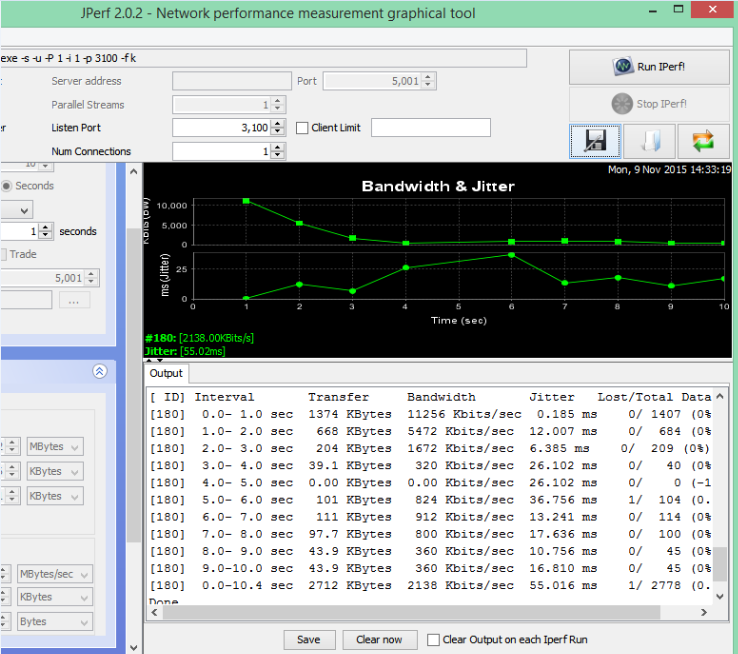 JPerf 2.0.2 - Network performance measurement graphical tool
exe -s -u -P 1 -i 1 -p 3100 -f k
Run IPerf!
Server address
Port 5,001
Parallel Streams 1
Stop IPerf!
Listen Port 3,100
Client Limit
Num Connections 1
Seconds
1 seconds
Trade
5,001
...
MBytes
KBytes
KBytes
MBytes/sec
KBytes
Bytes
Mon, 9 Nov 2015 14:33:19
Bandwidth & Jitter
Kbits (BW)
10,000
5,000
0
ms (Jitter)
25
0
0 1 2 3 4 5 6 7 8 9 10
Time (sec)
#180: [2138.00KBits/s]
Jitter: [55.02ms]
Output
[ ID] Interval Transfer Bandwidth Jitter Lost/Total Data
[180] 0.0- 1.0 sec 1374 KBytes 11256 Kbits/sec 0.185 ms 0/ 1407 (0%
[180] 1.0- 2.0 sec 668 KBytes 5472 Kbits/sec 12.007 ms 0/ 684 (0%
[180] 2.0- 3.0 sec 204 KBytes 1672 Kbits/sec 6.385 ms 0/ 209 (0%)
[180] 3.0- 4.0 sec 39.1 KBytes 320 Kbits/sec 26.102 ms 0/ 40 (0%
[180] 4.0- 5.0 sec 0.00 KBytes 0.00 Kbits/sec 26.102 ms 0/ 0 (-1
[180] 5.0- 6.0 sec 101 KBytes 824 Kbits/sec 36.756 ms 1/ 104 (0.
[180] 6.0- 7.0 sec 111 KBytes 912 Kbits/sec 13.241 ms 0/ 114 (0%
[180] 7.0- 8.0 sec 97.7 KBytes 800 Kbits/sec 17.636 ms 0/ 100 (0%
[180] 8.0- 9.0 sec 43.9 KBytes 360 Kbits/sec 10.756 ms 0/ 45 (0%
[180] 9.0-10.0 sec 43.9 KBytes 360 Kbits/sec 16.810 ms 0/ 45 (0%
[180] 0.0-10.4 sec 2712 KBytes 2138 Kbits/sec 55.016 ms 1/ 2778 (0.
Done
Save
Clear now
Clear Output on each Iperf Run